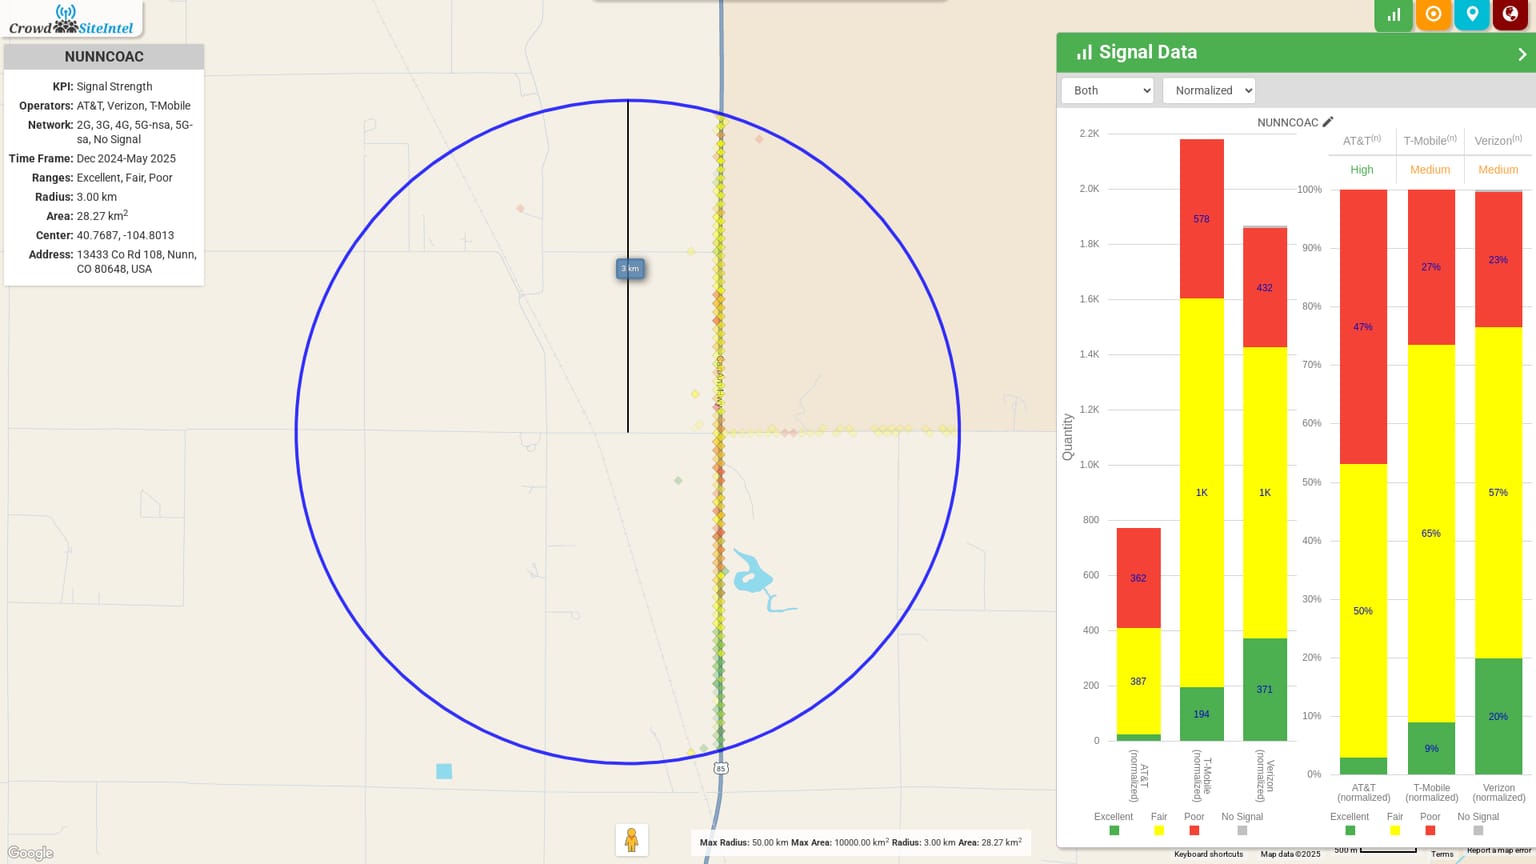 Crowd SiteIntel
NUNNCOAC
KPI: Signal Strength
Operators: AT&T, Verizon, T-Mobile
Network: 2G, 3G, 4G, 5G-nsa, 5G-
sa, No Signal
Time Frame: Dec 2024-May 2025
Ranges: Excellent, Fair, Poor
Radius: 3.00 km
Area: 28.27 km2
Center: 40.7687, -104.8013
Address: 13433 Co Rd 108, Nunn,
CO 80648, USA
3 km
85
Google
Max Radius: 50.00 km Max Area: 10000.00 km2 Radius: 3.00 km Area: 28.27 km2
Signal Data
Both
Normalized
NUNNCOAC
Quantity
2.2K
2.0K
1.8K
1.6K
1.4K
1.2K
1.0K
800
600
400
200
0
362
387
578
1K
194
432
1K
371
AT&T (normalized)
T-Mobile (normalized)
Verizon (normalized)
Excellent Fair Poor No Signal
AT&T(n) T-Mobile(n) Verizon(n)
High Medium Medium
100%
90%
80%
70%
60%
50%
40%
30%
20%
10%
0%
47%
50%
27%
65%
9%
23%
57%
20%
AT&T (normalized)
T-Mobile (normalized)
Verizon (normalized)
Excellent Fair Poor No Signal
Keyboard shortcuts Map data ©2025 500 m Terms Report a map error